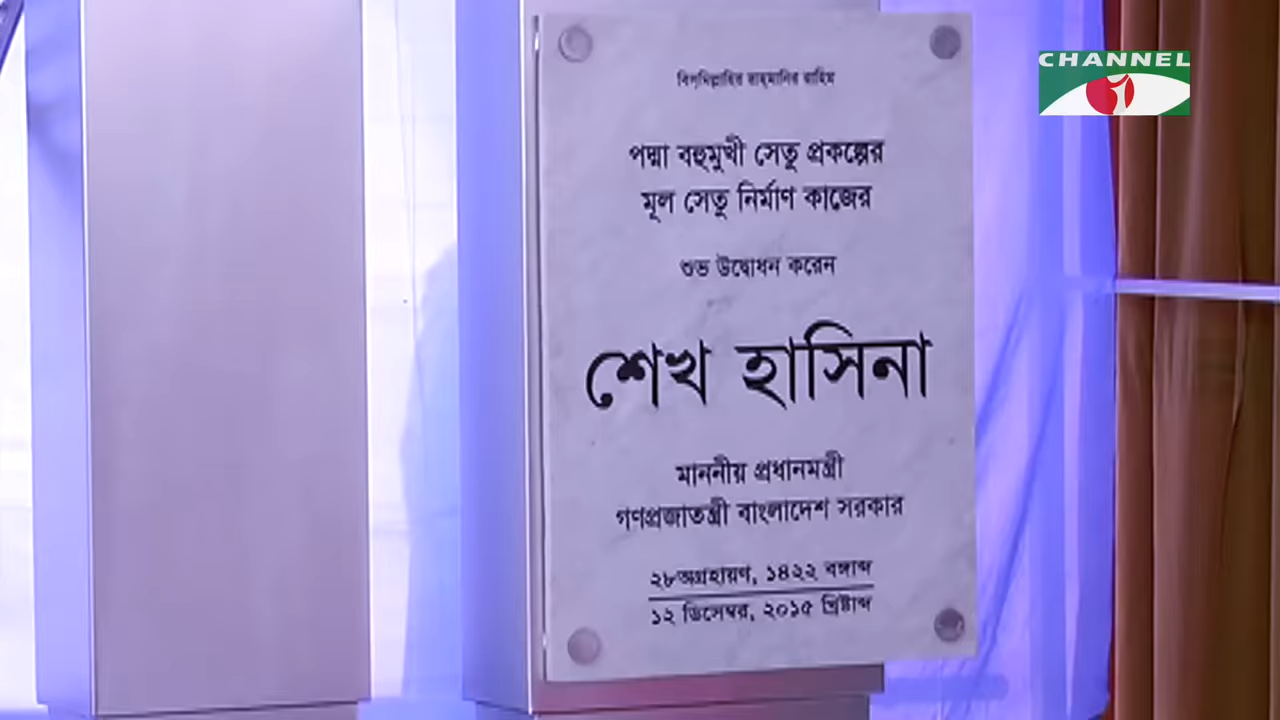 বিস্‌মিল্লাহির রাহ্‌মানির রাহিম
পদ্মা বহুমুখী সেতু প্রকল্পের
মূল সেতু নির্মাণ কাজের
শুভ উদ্বোধন করেন
শেখ হাসিনা
মাননীয় প্রধানমন্ত্রী
গণপ্রজাতন্ত্রী বাংলাদেশ সরকার
২৮অগ্রহায়ণ, ১৪২২ বঙ্গাব্দ
১২ ডিসেম্বর, ২০১৫ খ্রিষ্টাব্দ
CHANNEL
i